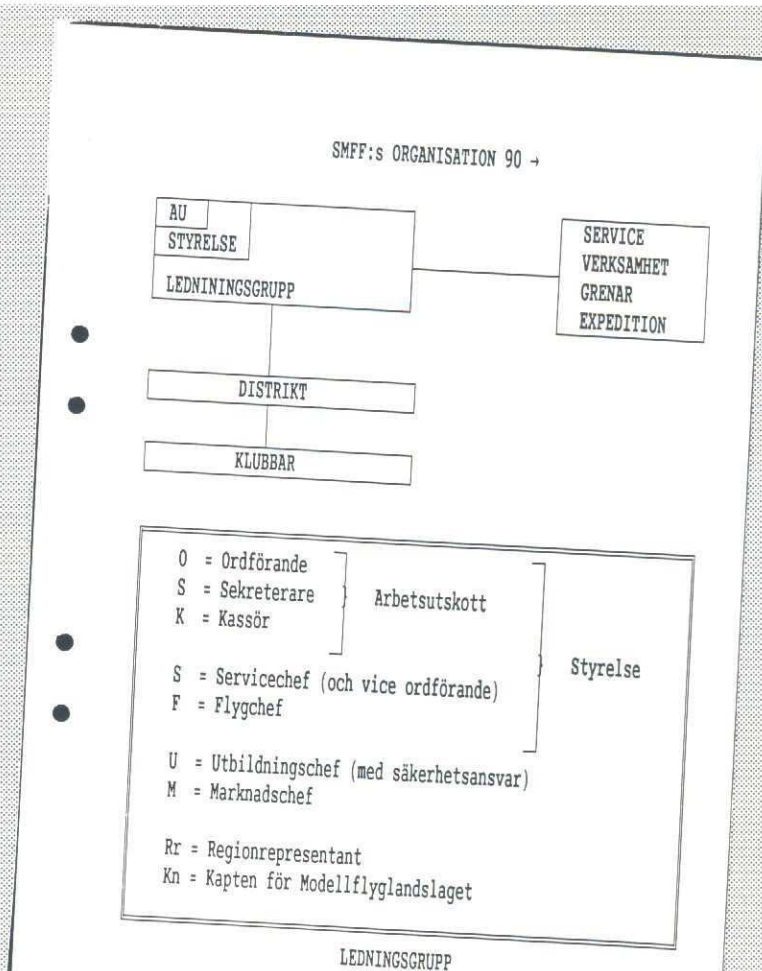 SMFF:s ORGANISATION 90 →
AU
STYRELSE
LEDNININGSGRUPP
SERVICE
VERKSAMHET
GRENAR
EXPEDITION
DISTRIKT
KLUBBAR
O = Ordförande
S = Sekreterare
K = Kassör
Arbetsutskott
S = Servicechef (och vice ordförande)
F = Flygchef
Styrelse
U = Utbildningschef (med säkerhetsansvar)
M = Marknadschef
Rr = Regionrepresentant
Kn = Kapten för Modellflyglandslaget
LEDNINGSGRUPP